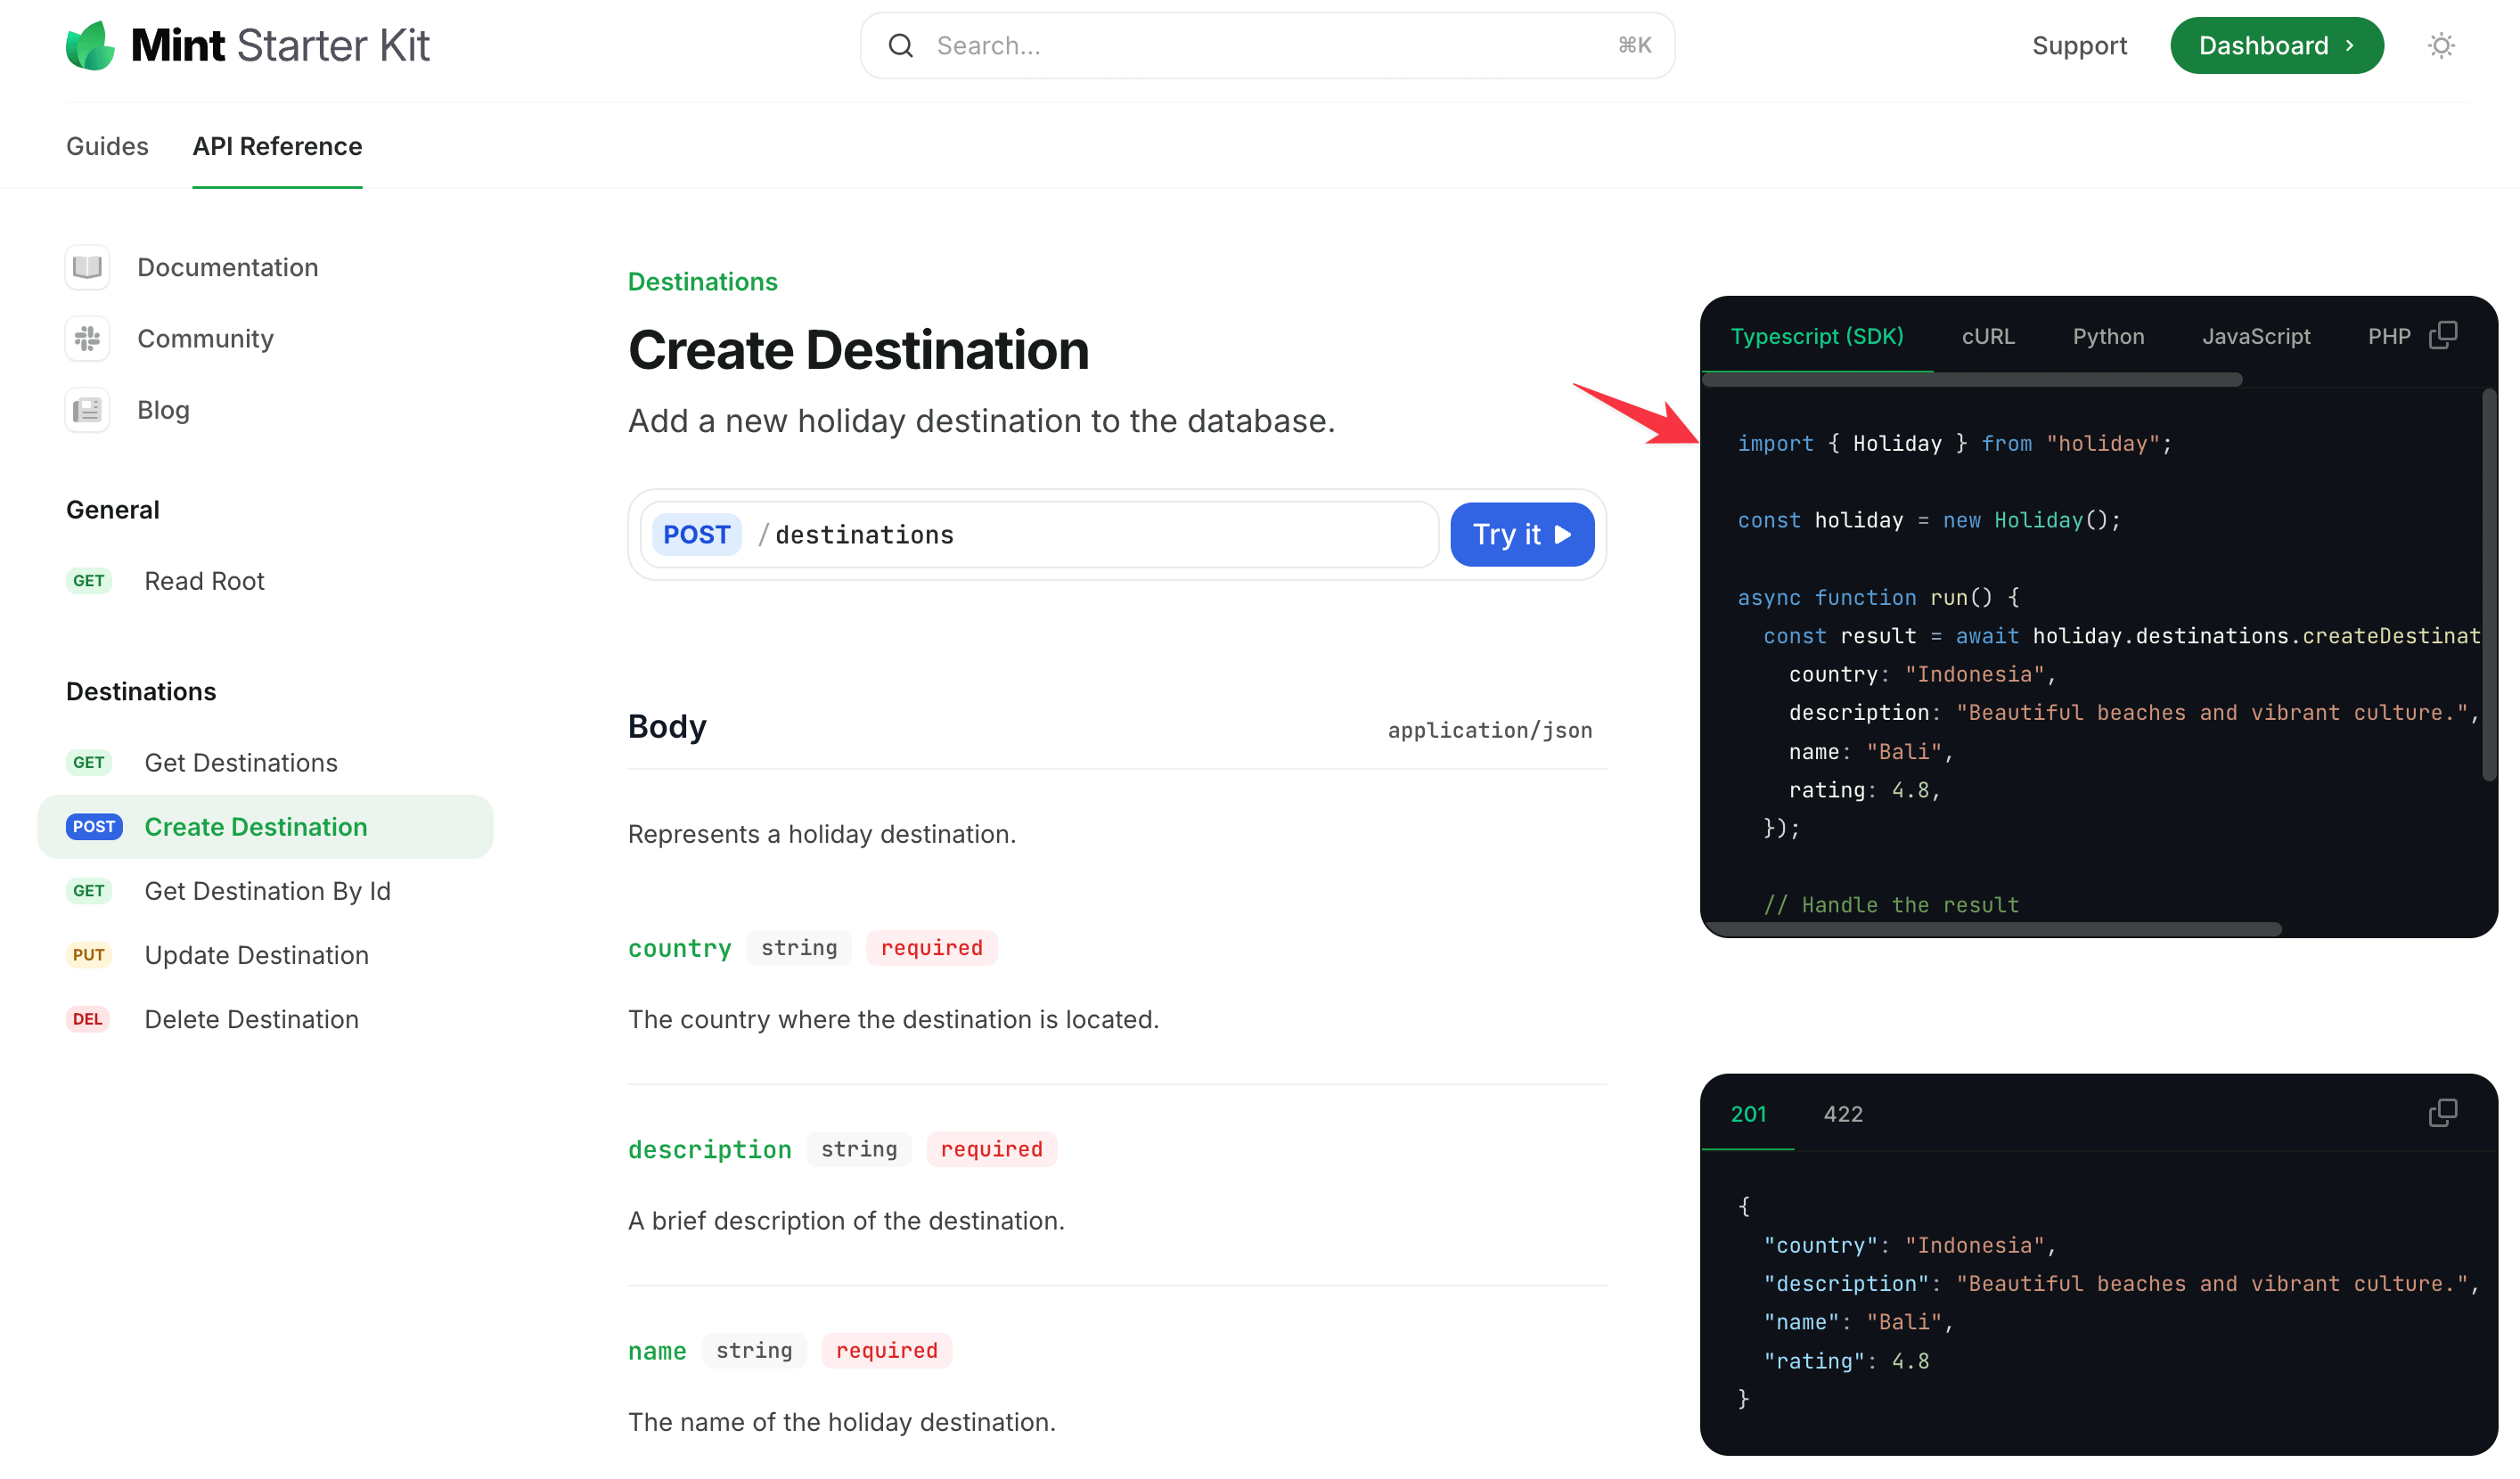 Mint Starter Kit
Search...
⌘K
Support
Dashboard ›
Guides
API Reference
Documentation
Community
Blog
General
GET Read Root
Destinations
GET Get Destinations
POST Create Destination
GET Get Destination By Id
PUT Update Destination
DEL Delete Destination
Destinations
Create Destination
Add a new holiday destination to the database.
POST /destinations
Try it
Body
application/json
Represents a holiday destination.
country string required
The country where the destination is located.
description string required
A brief description of the destination.
name string required
The name of the holiday destination.
Typescript (SDK) cURL Python JavaScript PHP
import { Holiday } from "holiday";
const holiday = new Holiday();
async function run() {
const result = await holiday.destinations.createDestinat
country: "Indonesia",
description: "Beautiful beaches and vibrant culture.",
name: "Bali",
rating: 4.8,
});
// Handle the result
201 422
{
"country": "Indonesia",
"description": "Beautiful beaches and vibrant culture.",
"name": "Bali",
"rating": 4.8
}